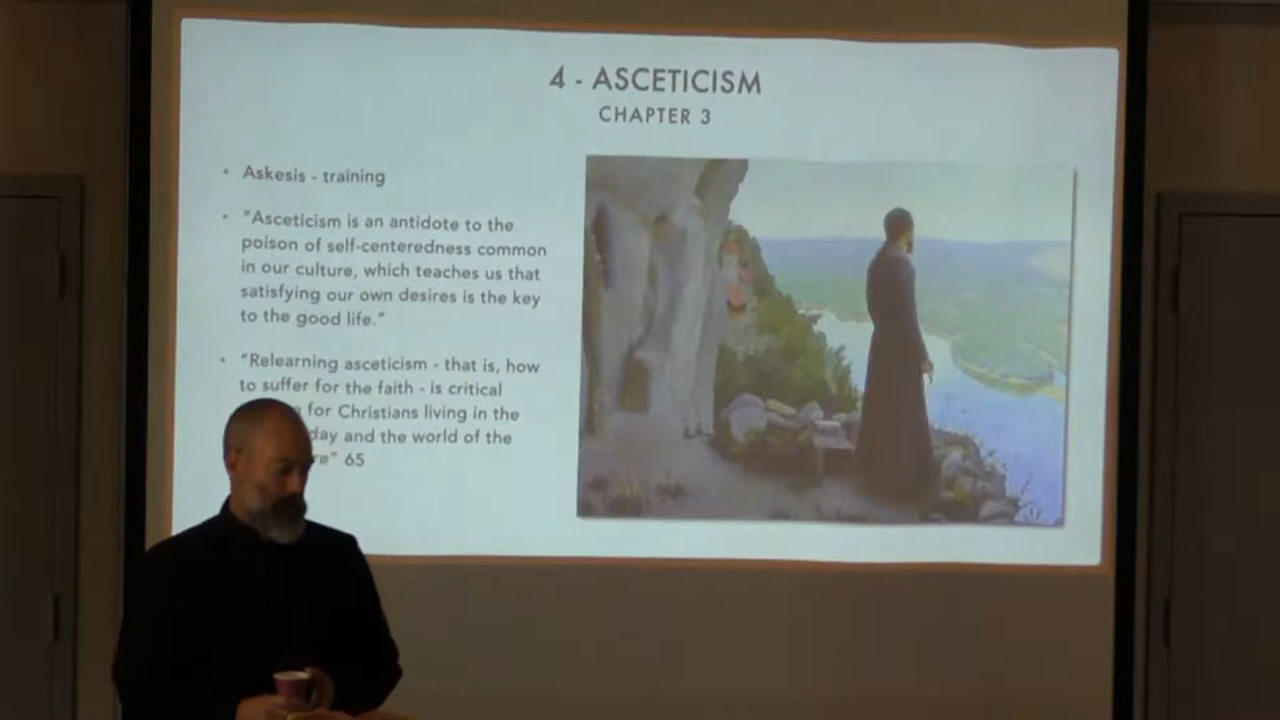 4 - ASCETICISM
CHAPTER 3
• Askesis - training
• "Asceticism is an antidote to the
poison of self-centeredness common
in our culture, which teaches us that
satisfying our own desires is the key
to the good life."
• "Relearning asceticism - that is, how
to suffer for the faith - is critical
for Christians living in the
day and the world of the
re" 65